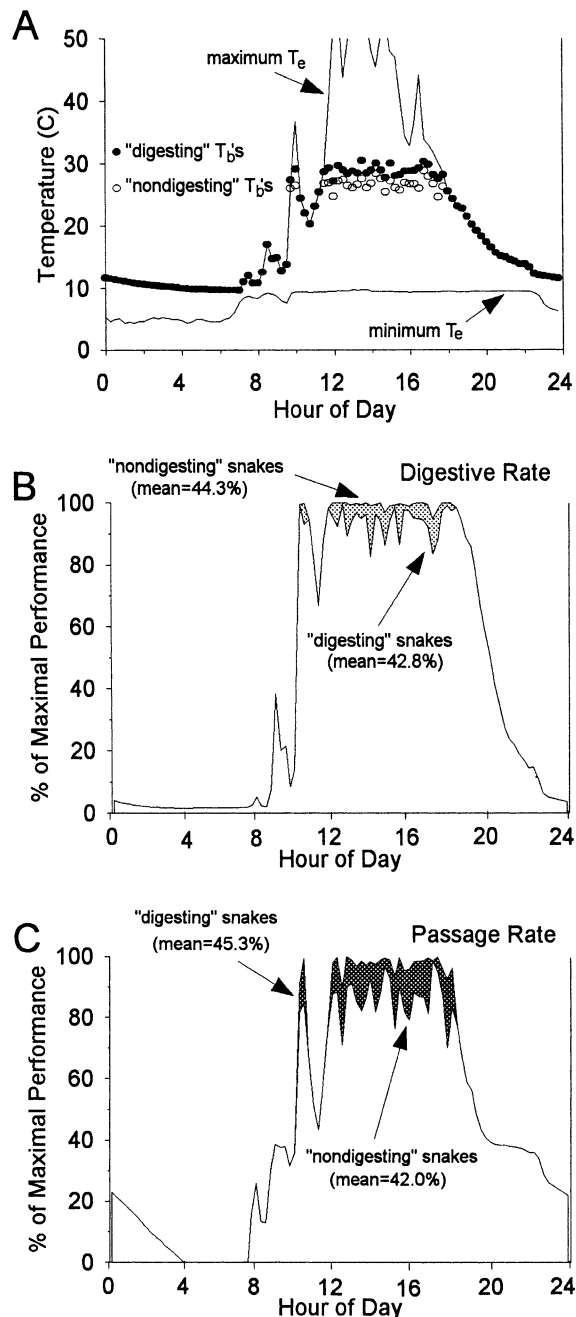 A
50
40
30
20
10
0
Temperature (C)
maximum Te
"digesting" Tb's
"nondigesting" Tb's
minimum Te
0 4 8 12 16 20 24
Hour of Day
B
Digestive Rate
"nondigesting" snakes
(mean=44.3%)
100
80
60
40
20
0
% of Maximal Performance
"digesting" snakes
(mean=42.8%)
0 4 8 12 16 20 24
Hour of Day
C
Passage Rate
"digesting" snakes
(mean=45.3%)
100
80
60
40
20
0
% of Maximal Performance
"nondigesting" snakes
(mean=42.0%)
0 4 8 12 16 20 24
Hour of Day